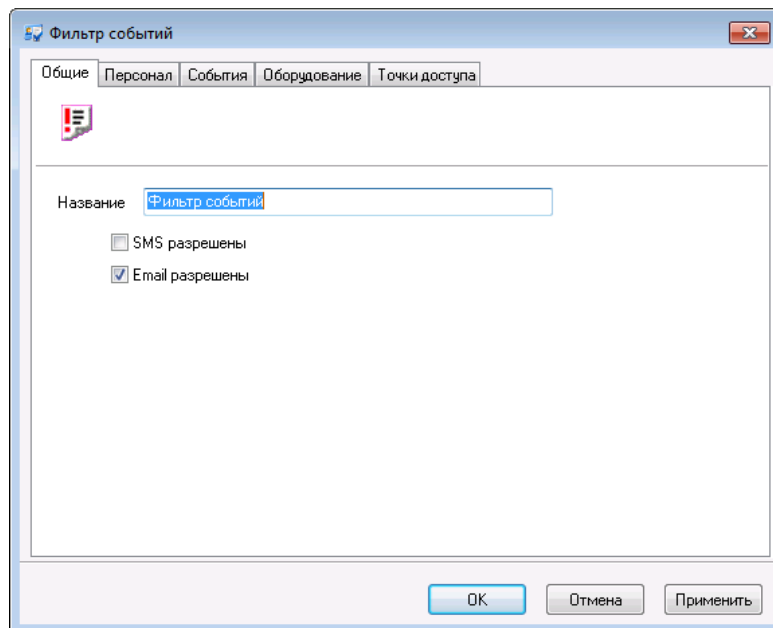 Фильтр событий
Общие Персонал События Оборудование Точки доступа
Название Фильтр событий
SMS разрешены
Email разрешены
OK Отмена Применить